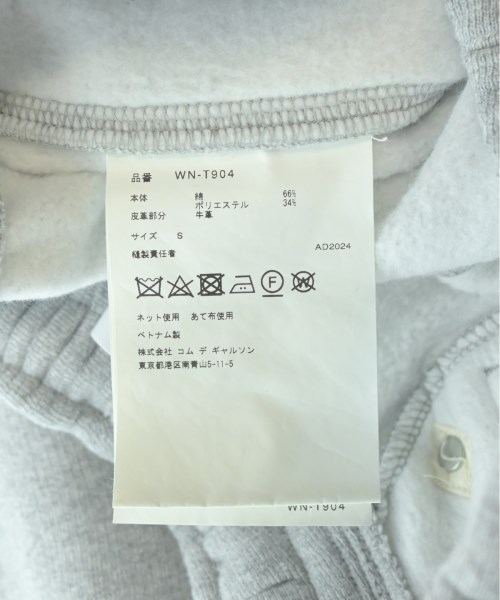 品番 WN-T904
本体 綿 66%
ポリエステル 34%
皮革部分 牛革
サイズ S
縫製責任者 AD2024
F W
ネット使用 あて布使用
ベトナム製
株式会社 コム デ ギャルソン
東京都港区南青山5-11-5
WN-T904